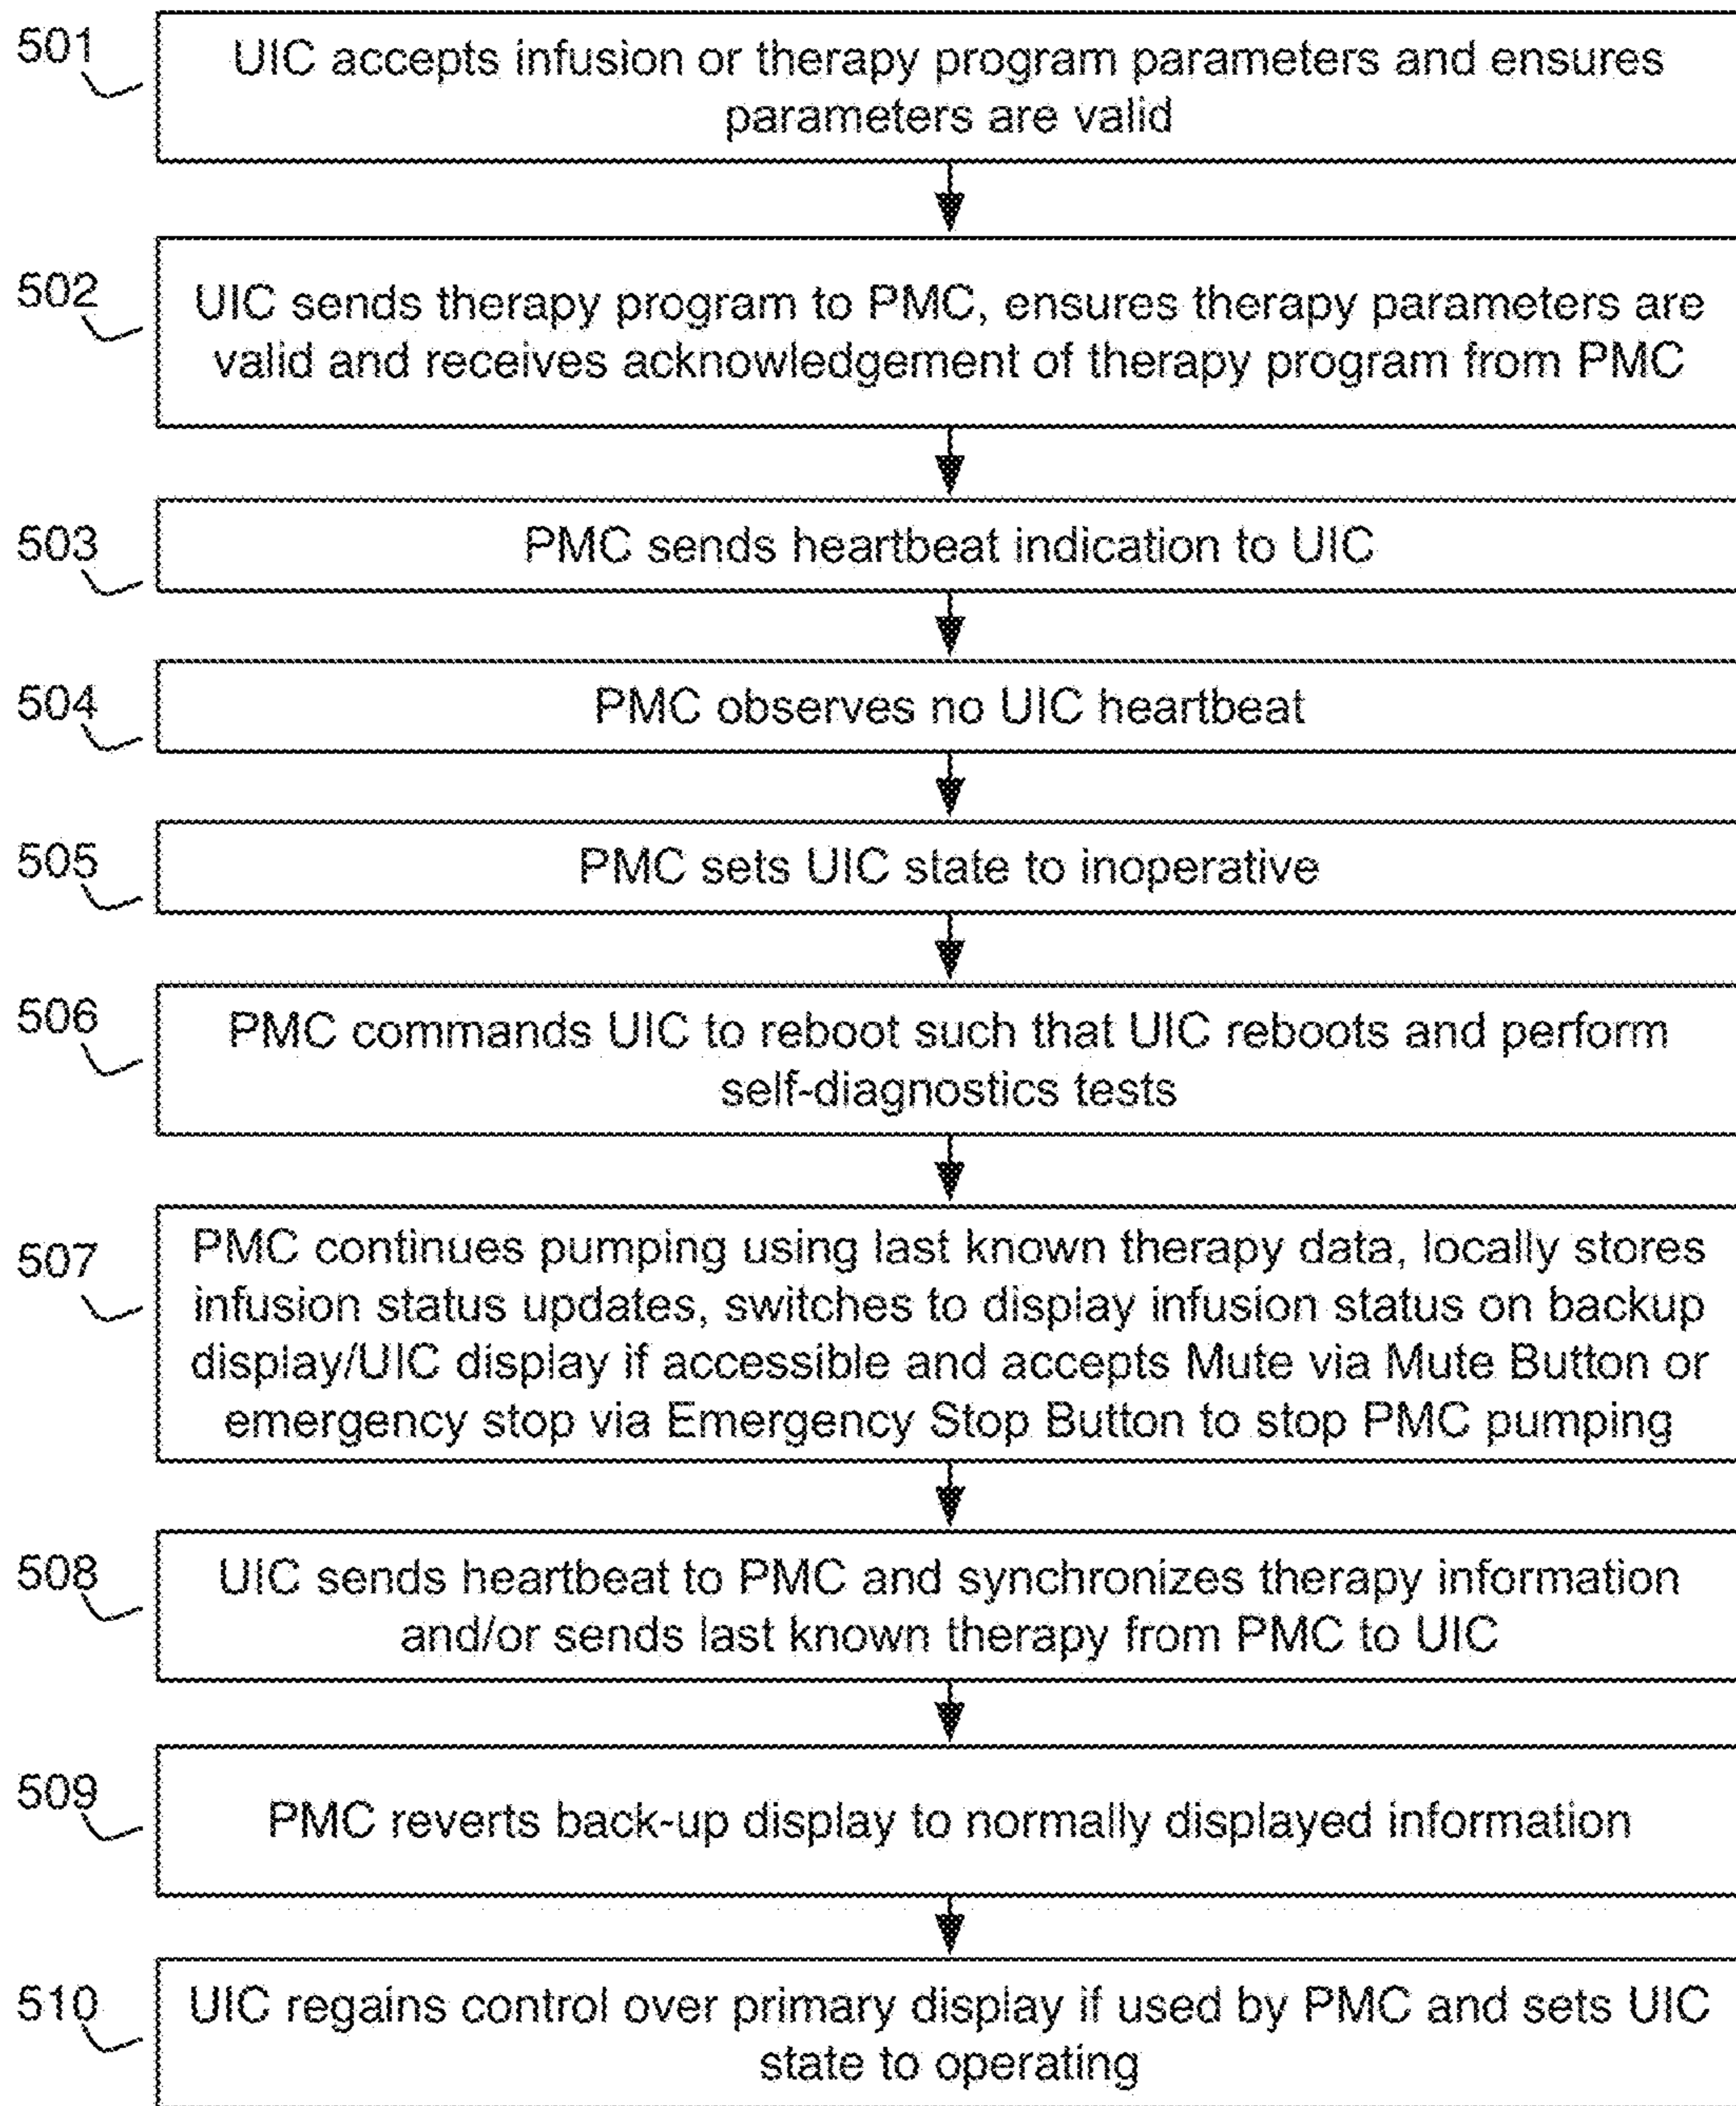 501
UIC accepts infusion or therapy program parameters and ensures
parameters are valid
502
UIC sends therapy program to PMC, ensures therapy parameters are
valid and receives acknowledgement of therapy program from PMC
503
PMC sends heartbeat indication to UIC
504
PMC observes no UIC heartbeat
505
PMC sets UIC state to inoperative
506
PMC commands UIC to reboot such that UIC reboots and perform
self-diagnostics tests
507
PMC continues pumping using last known therapy data, locally stores
infusion status updates, switches to display infusion status on backup
display/UIC display if accessible and accepts Mute via Mute Button or
emergency stop via Emergency Stop Button to stop PMC pumping
508
UIC sends heartbeat to PMC and synchronizes therapy information
and/or sends last known therapy from PMC to UIC
509
PMC reverts back-up display to normally displayed information
510
UIC regains control over primary display if used by PMC and sets UIC
state to operating